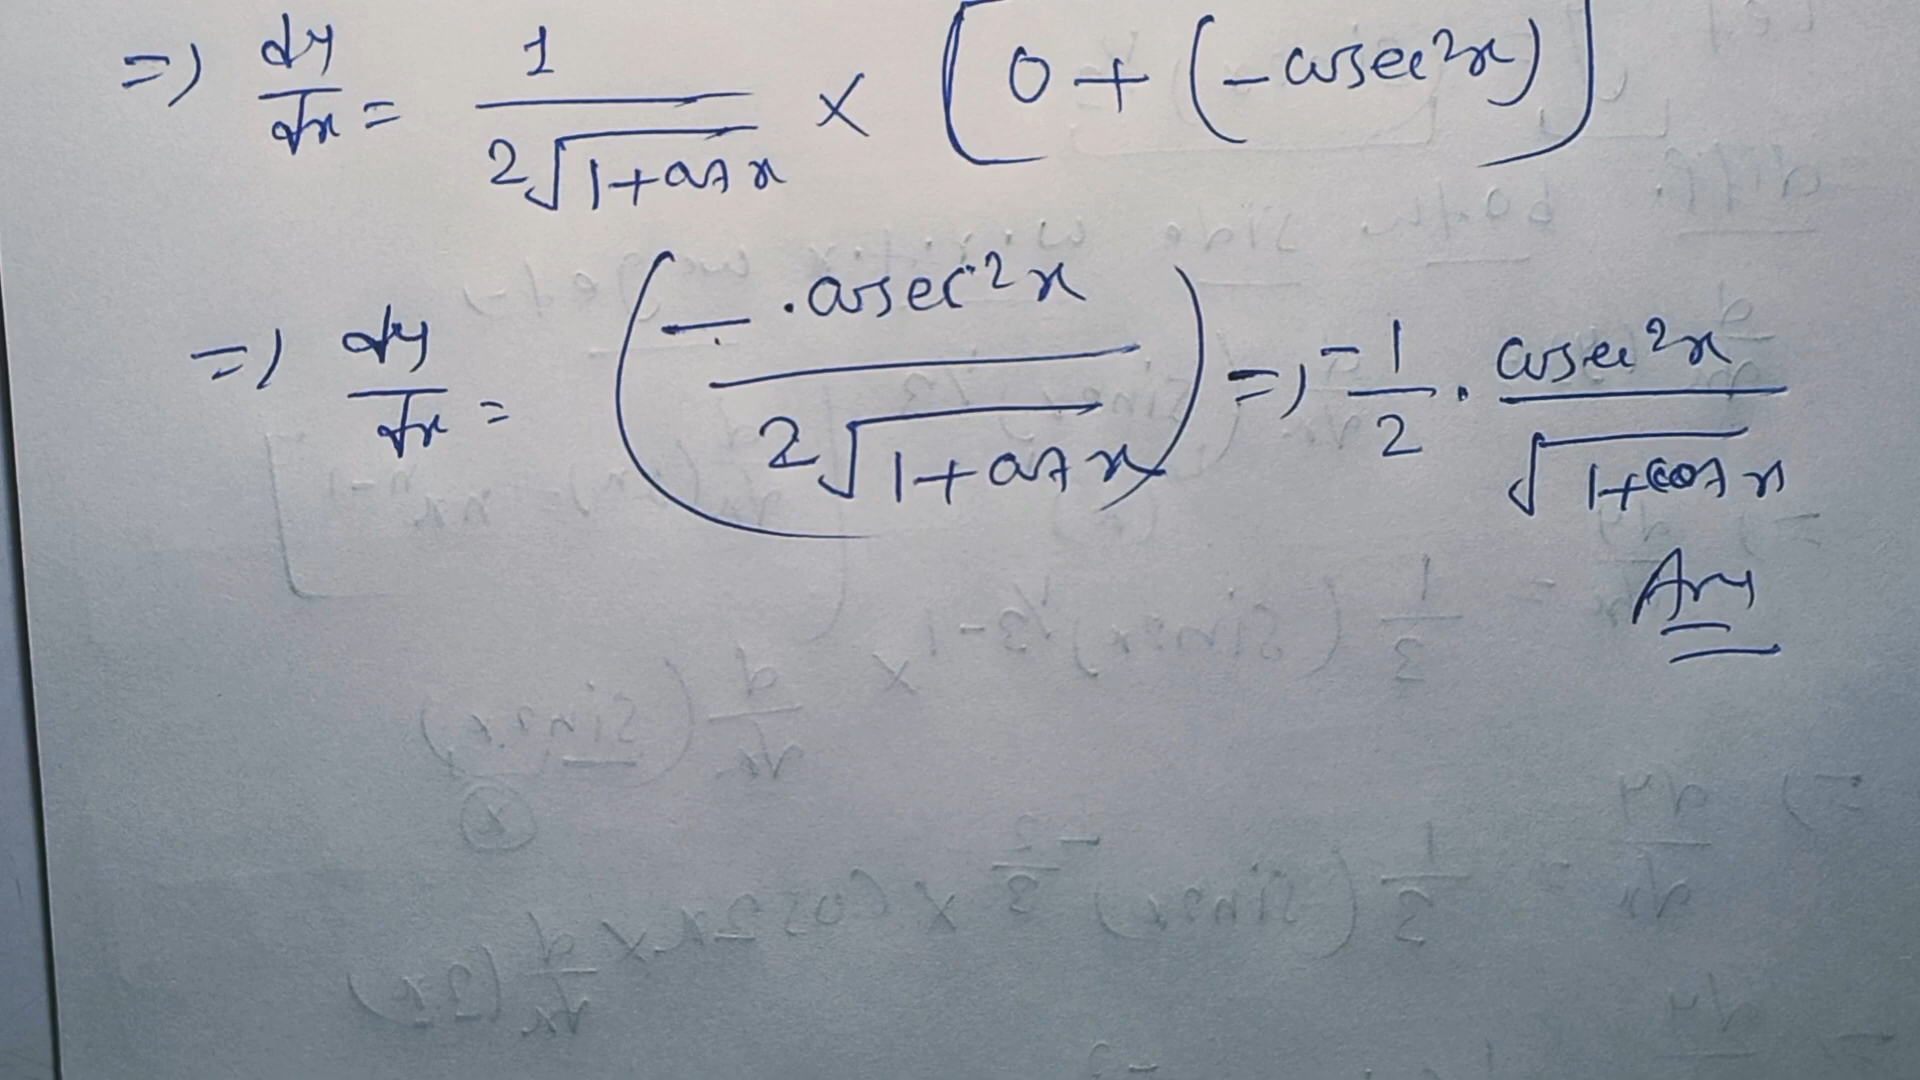 => dy/dx = 1/(2√(1+cot x)) × [0 + (-cosec²x)]
=> dy/dx = (- · cosec²x/(2√(1+cot x))) => -1/2 · cosec²x/√(1+cot x)
Ans